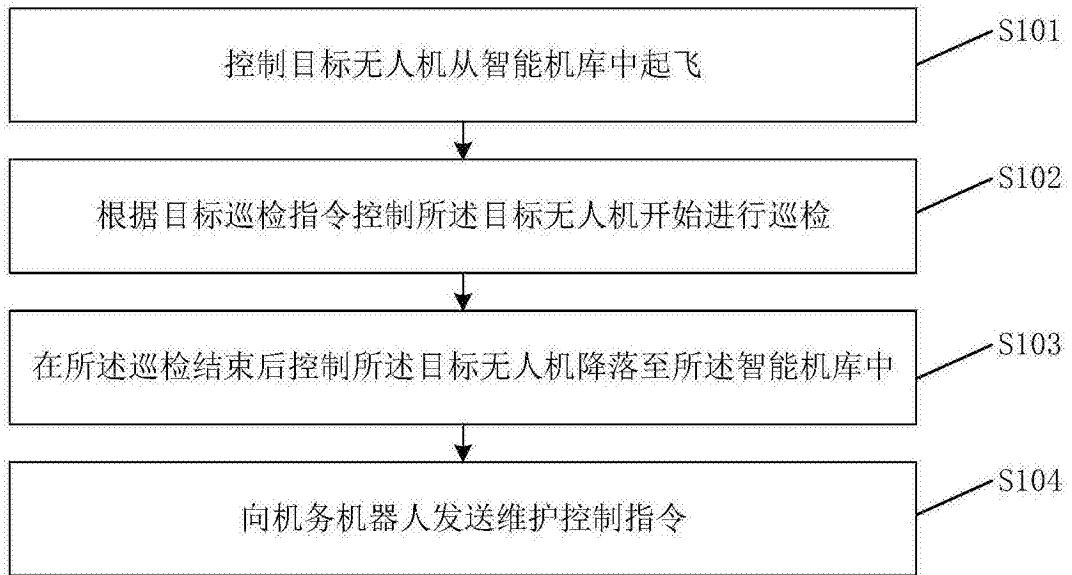 控制目标无人机从智能机库中起飞
S101
根据目标巡检指令控制所述目标无人机开始进行巡检
S102
在所述巡检结束后控制所述目标无人机降落至所述智能机库中
S103
向机务机器人发送维护控制指令
S104